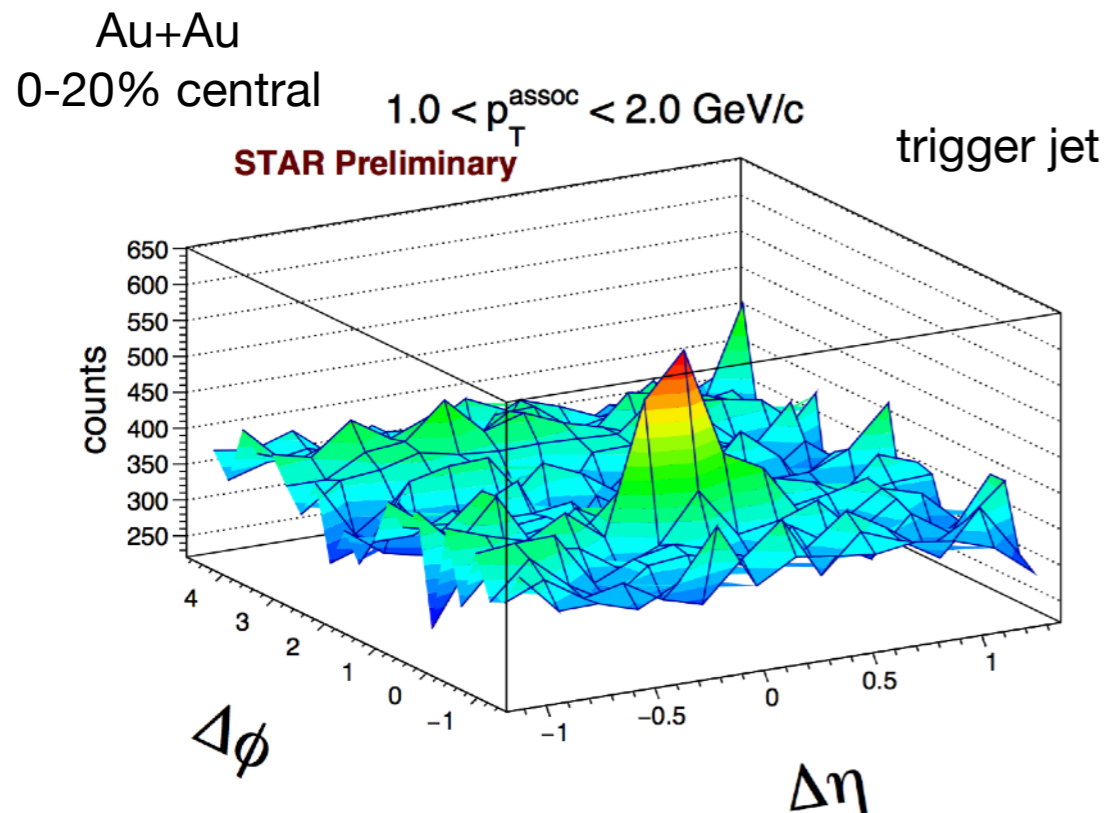 Au+Au
0-20% central
1.0 < p_T^assoc < 2.0 GeV/c
STAR Preliminary
trigger jet
650
600
550
500
450
400
350
300
250
counts
4
3
2
1
0
−1
Δϕ
−1
−0.5
0
0.5
1
Δη